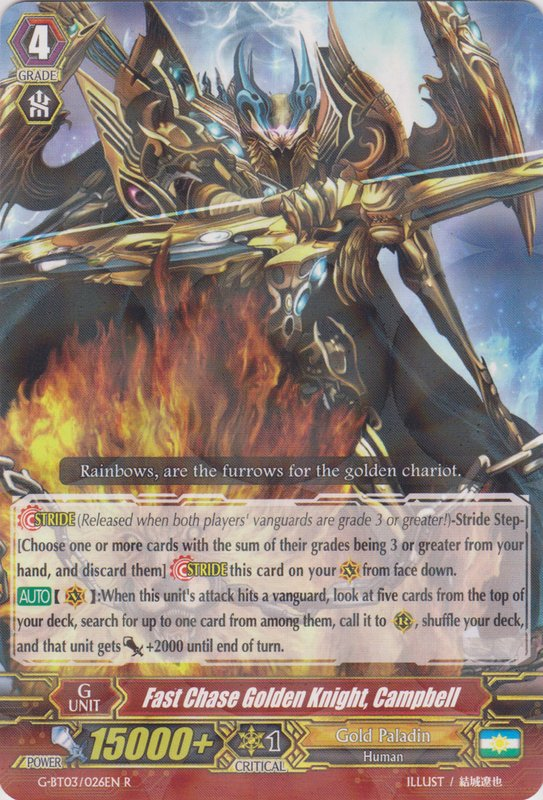 4
GRADE
Rainbows, are the furrows for the golden chariot.
STRIDE (Released when both players' vanguards are grade 3 or greater!)-Stride Step-
[Choose one or more cards with the sum of their grades being 3 or greater from your
hand, and discard them] STRIDE this card on your from face down.
AUTO【 】:When this unit's attack hits a vanguard, look at five cards from the top of
your deck, search for up to one card from among them, call it to R, shuffle your deck,
and that unit gets +2000 until end of turn.
G
UNIT
Fast Chase Golden Knight, Campbell
POWER
15000+
1
CRITICAL
Gold Paladin
Human
G-BT03/026EN R
ILLUST / 結城遼也